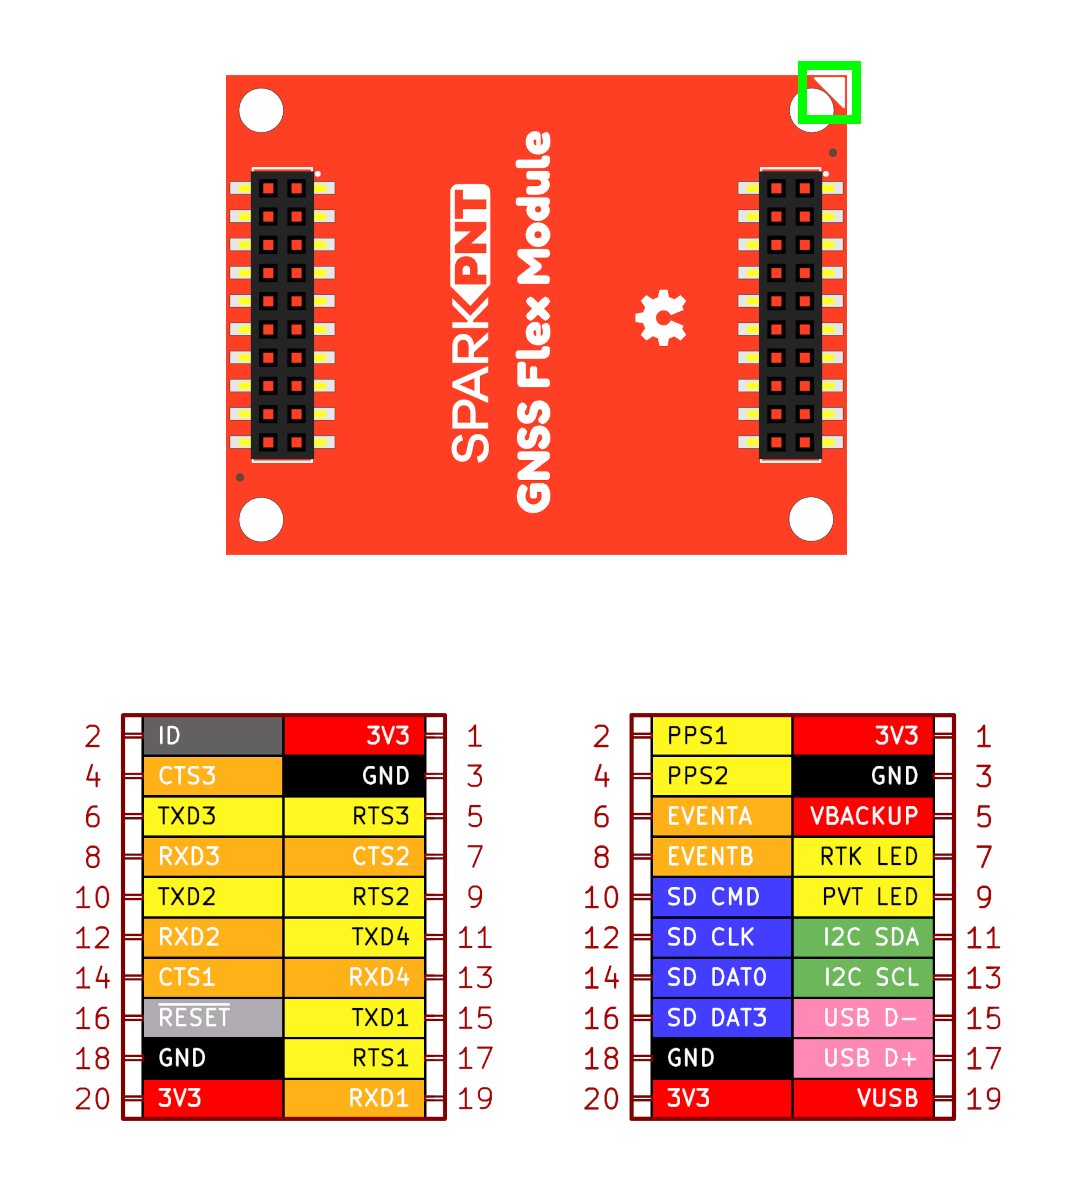 SPARKPNT
GNSS Flex Module
2 ID 3V3 1
4 CTS3 GND 3
6 TXD3 RTS3 5
8 RXD3 CTS2 7
10 TXD2 RTS2 9
12 RXD2 TXD4 11
14 CTS1 RXD4 13
16 RESET TXD1 15
18 GND RTS1 17
20 3V3 RXD1 19
2 PPS1 3V3 1
4 PPS2 GND 3
6 EVENTA VBACKUP 5
8 EVENTB RTK LED 7
10 SD CMD PVT LED 9
12 SD CLK I2C SDA 11
14 SD DAT0 I2C SCL 13
16 SD DAT3 USB D- 15
18 GND USB D+ 17
20 3V3 VUSB 19